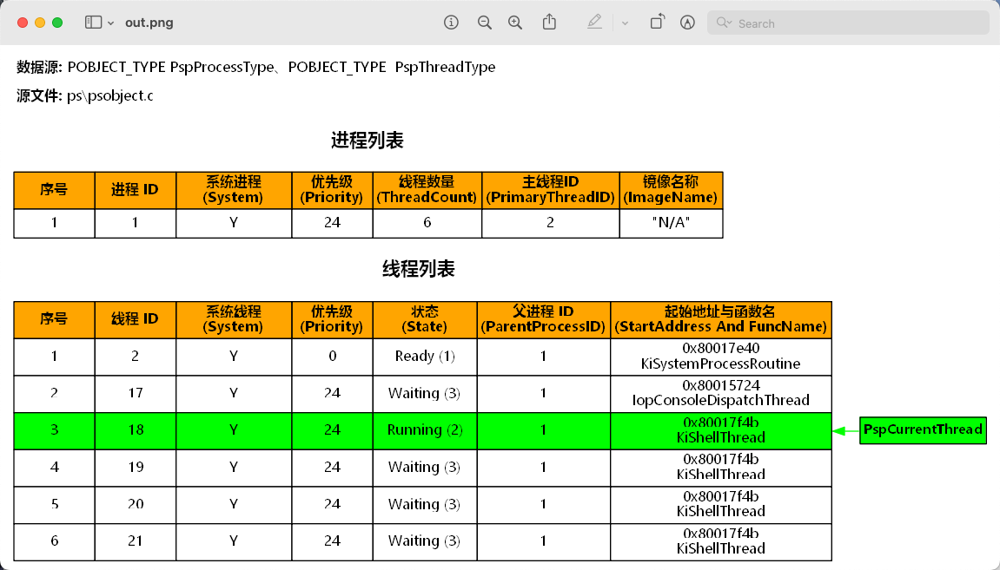 out.png
Search
数据源: POBJECT_TYPE PspProcessType、POBJECT_TYPE PspThreadType
源文件: ps\psobject.c
进程列表
序号 进程 ID 系统进程 (System) 优先级 (Priority) 线程数量 (ThreadCount) 主线程ID (PrimaryThreadID) 镜像名称 (ImageName)
1 1 Y 24 6 2 "N/A"
线程列表
序号 线程 ID 系统线程 (System) 优先级 (Priority) 状态 (State) 父进程 ID (ParentProcessID) 起始地址与函数名 (StartAddress And FuncName)
1 2 Y 0 Ready (1) 1 0x80017e40 KiSystemProcessRoutine
2 17 Y 24 Waiting (3) 1 0x80015724 IopConsoleDispatchThread
3 18 Y 24 Running (2) 1 0x80017f4b KiShellThread PspCurrentThread
4 19 Y 24 Waiting (3) 1 0x80017f4b KiShellThread
5 20 Y 24 Waiting (3) 1 0x80017f4b KiShellThread
6 21 Y 24 Waiting (3) 1 0x80017f4b KiShellThread